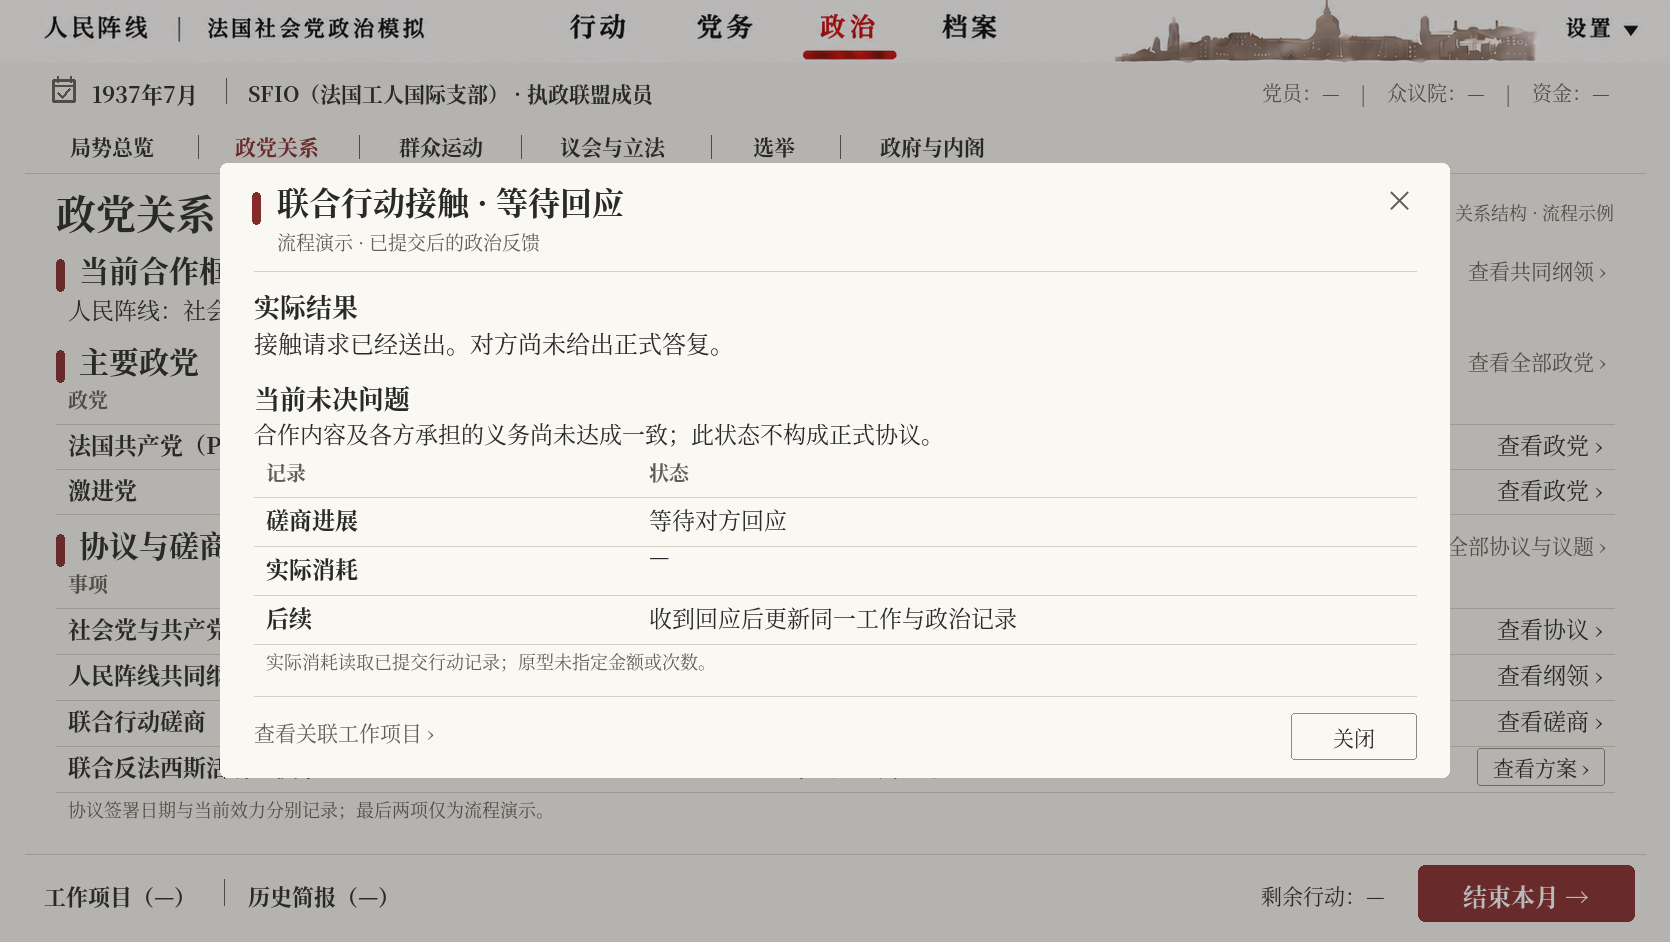 人民阵线 | 法国社会党政治模拟 行动 党务 政治 档案 设置 ▼
1937年7月 | SFIO（法国工人国际支部）· 执政联盟成员 党员：— | 众议院：— | 资金：—
局势总览 | 政党关系 | 群众运动 | 议会与立法 | 选举 | 政府与内阁
政党关系
关系结构 · 流程示例
当前合作
查看共同纲领 ›
人民阵线：社会
主要政党
查看全部政党 ›
政党
法国共产党（P
查看政党 ›
激进党
查看政党 ›
协议与磋商
全部协议与议题 ›
事项
社会党与共产党
查看协议 ›
人民阵线共同纲
查看纲领 ›
联合行动磋商
查看磋商 ›
联合反法西斯
查看方案 ›
协议签署日期与当前效力分别记录；最后两项仅为流程演示。
联合行动接触 · 等待回应
流程演示 · 已提交后的政治反馈
实际结果
接触请求已经送出。对方尚未给出正式答复。
当前未决问题
合作内容及各方承担的义务尚未达成一致；此状态不构成正式协议。
记录 状态
磋商进展 等待对方回应
实际消耗 —
后续 收到回应后更新同一工作与政治记录
实际消耗读取已提交行动记录；原型未指定金额或次数。
查看关联工作项目 ›
关闭
工作项目（—） | 历史简报（—） 剩余行动：— 结束本月 →